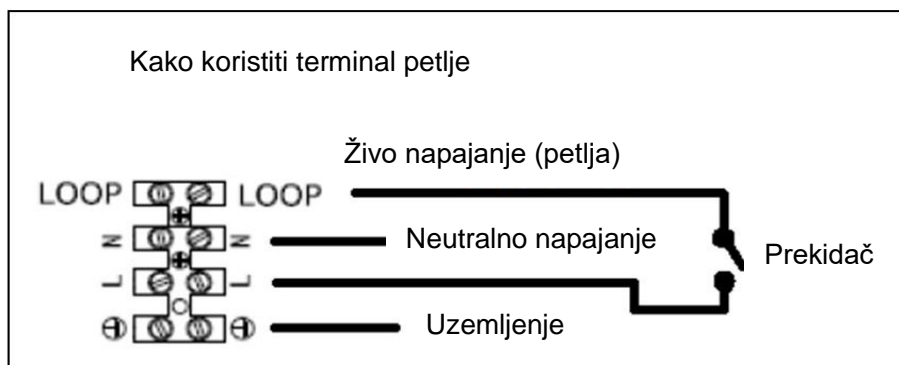 Kako koristiti terminal petlje
Živo napajanje (petlja)
LOOP LOOP
N N Neutralno napajanje
Prekidač
L L
Uzemljenje